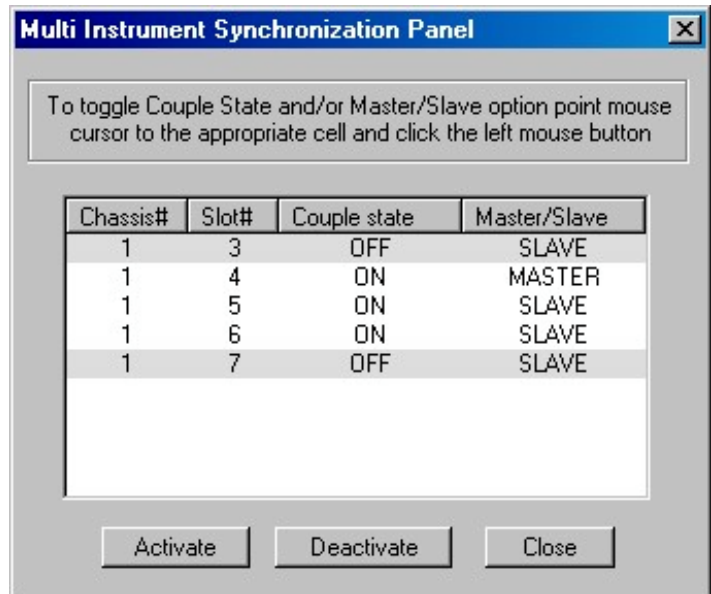 Multi Instrument Synchronization Panel
To toggle Couple State and/or Master/Slave option point mouse
cursor to the appropriate cell and click the left mouse button
Chassis# Slot# Couple state Master/Slave
1 3 OFF SLAVE
1 4 ON MASTER
1 5 ON SLAVE
1 6 ON SLAVE
1 7 OFF SLAVE
Activate Deactivate Close